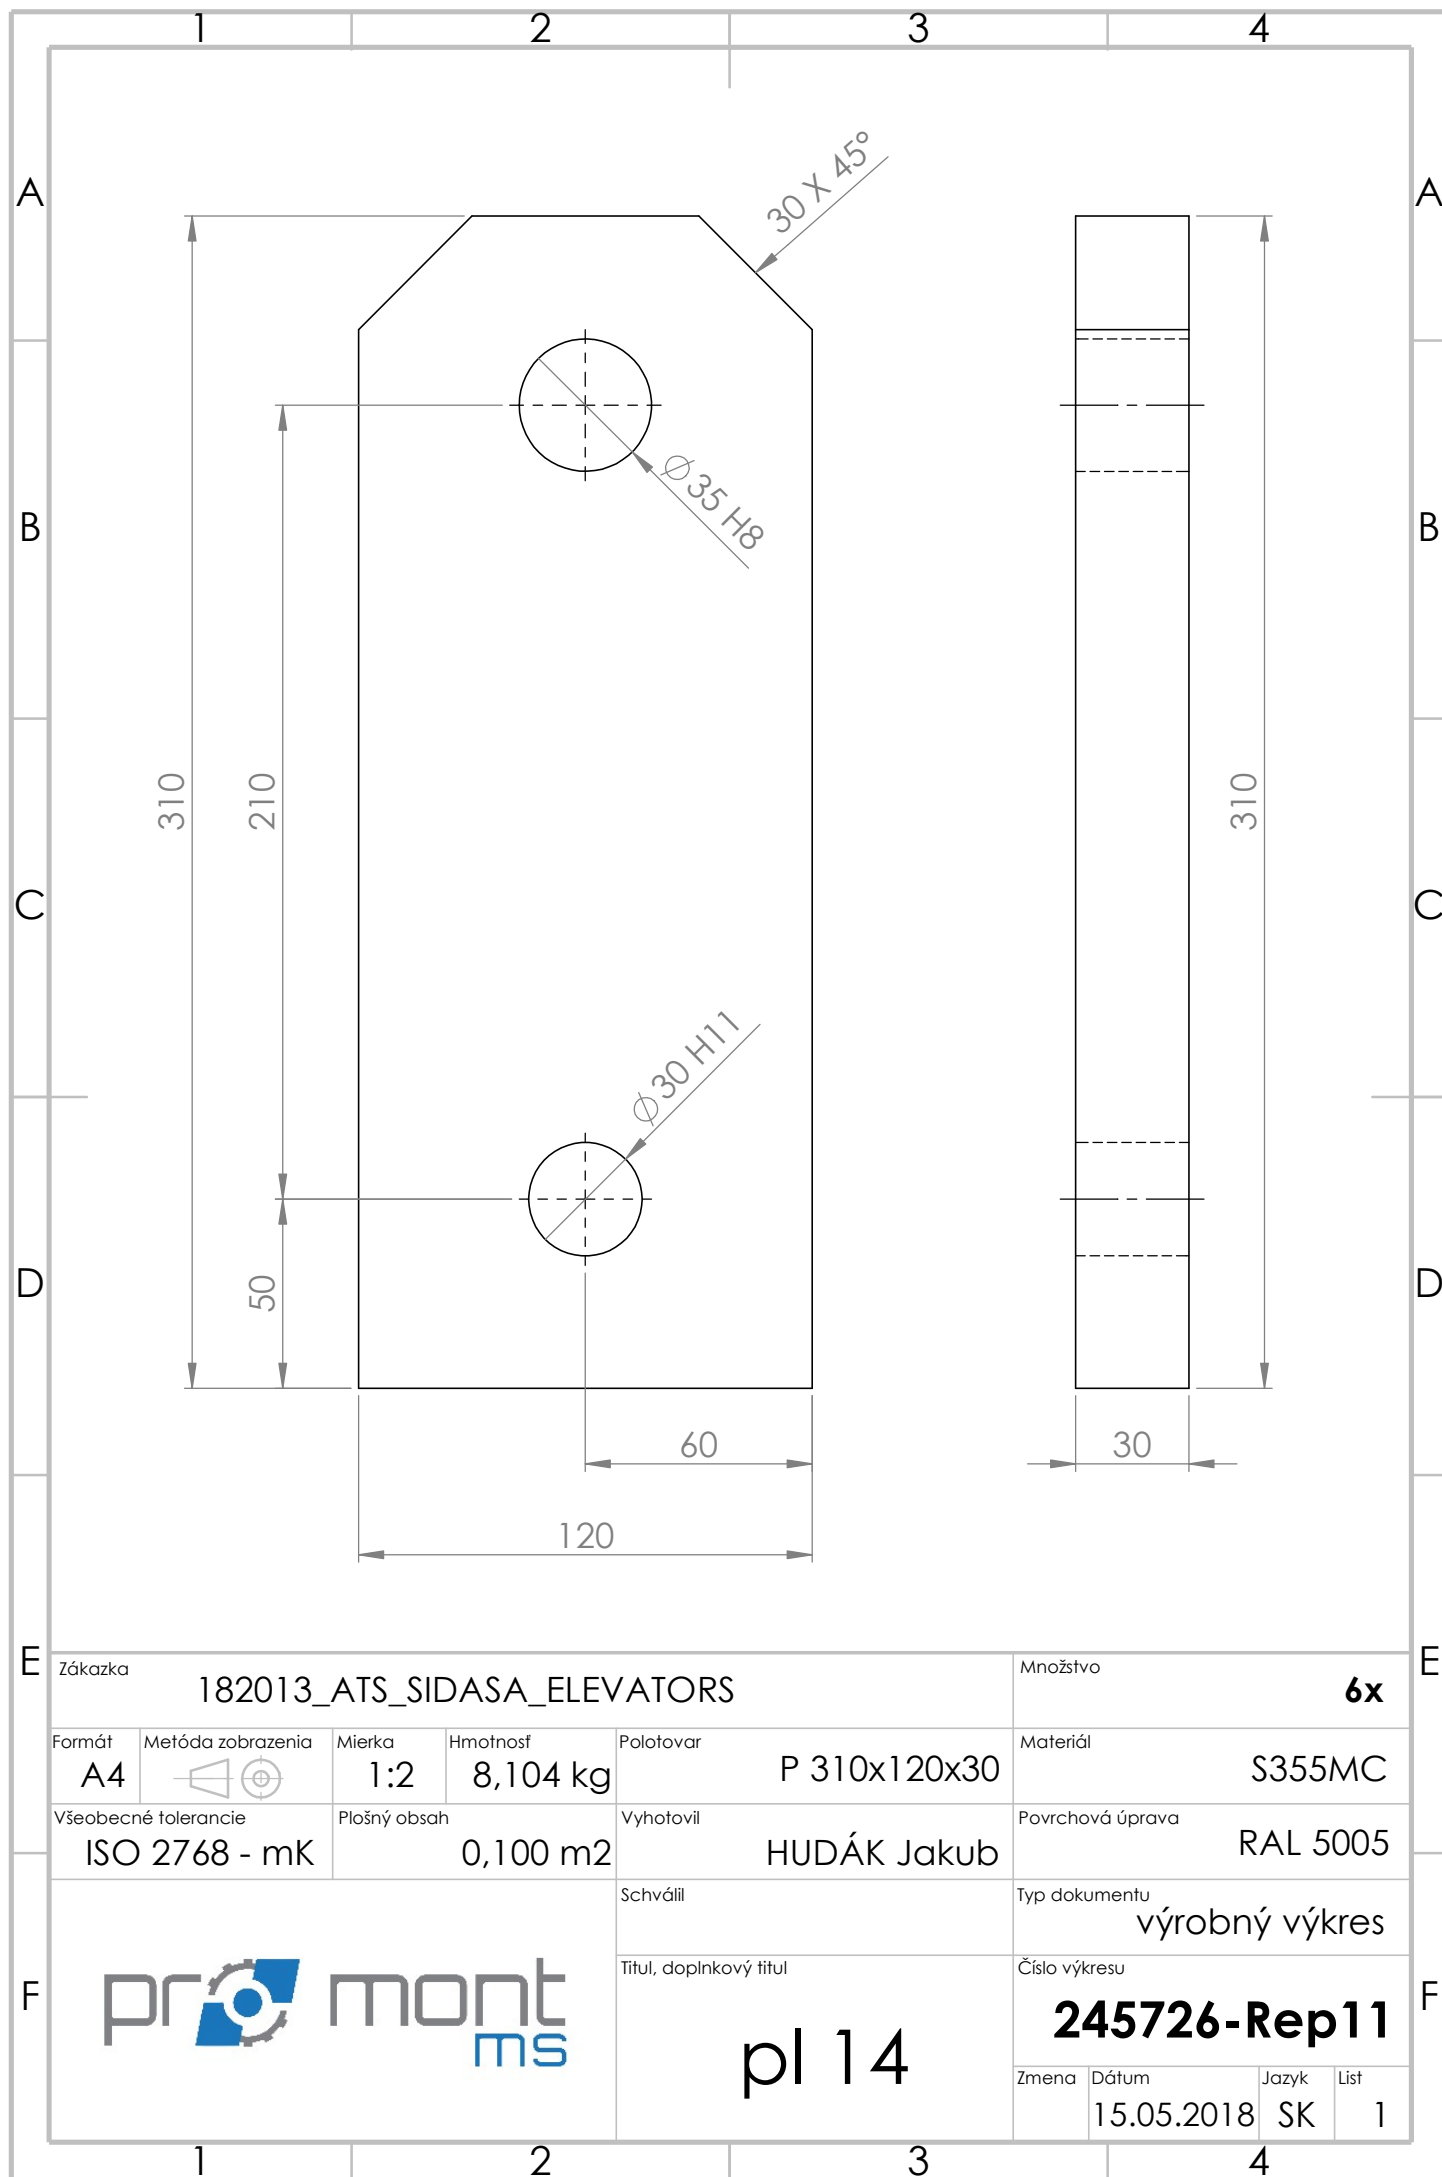 1 2 3 4
A A
30 X 45°
Ø35 H8
B B
310 210 310
C C
Ø30 H11
50
D D
60 30
120
E E
Zákazka 182013_ATS_SIDASA_ELEVATORS Množstvo 6x
Formát A4 Metóda zobrazenia Mierka 1:2 Hmotnosť 8,104 kg Polotovar P 310x120x30 Materiál S355MC
Všeobecné tolerancie ISO 2768 - mK Plošný obsah 0,100 m2 Vyhotovil HUDÁK Jakub Povrchová úprava RAL 5005
Schválil Typ dokumentu výrobný výkres
F F
pro mont
ms
Titul, doplnkový titul pl 14
Číslo výkresu 245726-Rep11
Zmena Dátum 15.05.2018 Jazyk SK List 1
1 2 3 4